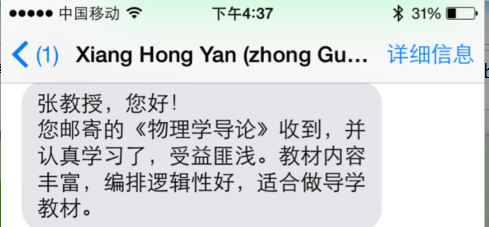 中国移动 下午4:37 31%
(1) Xiang Hong Yan (zhong Gu... 详细信息
张教授，您好！
您邮寄的《物理学导论》收到，并
认真学习了，受益匪浅。教材内容
丰富，编排逻辑性好，适合做导学
教材。